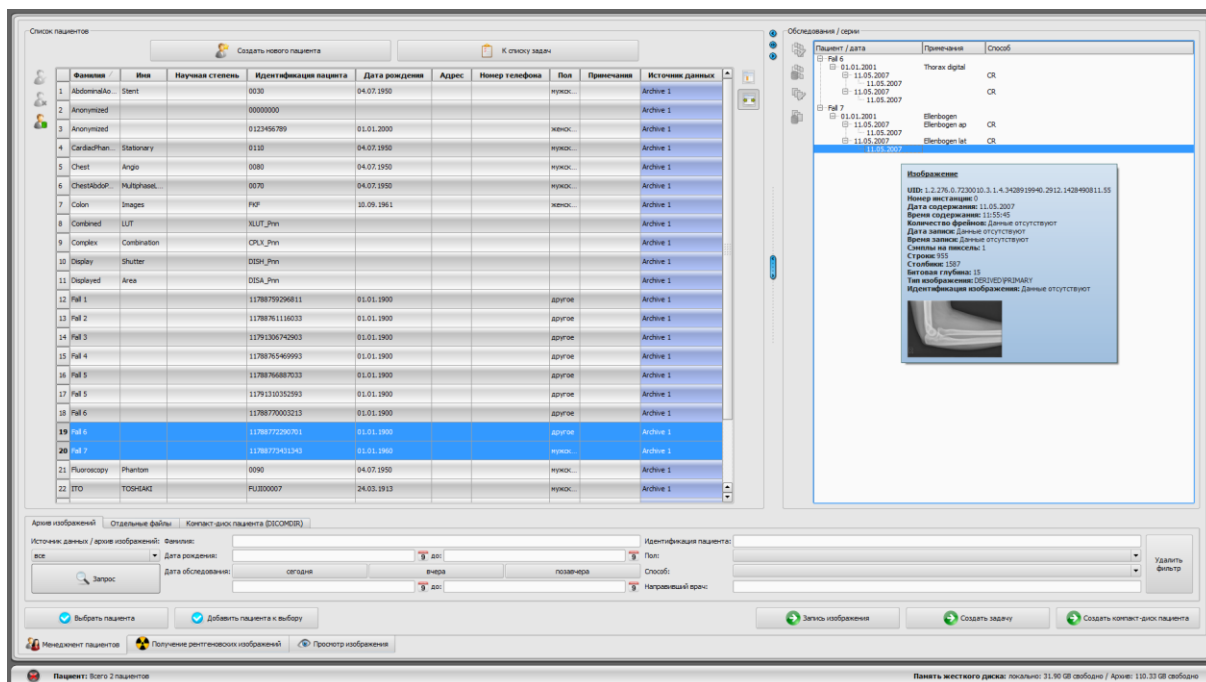 Список пациентов
Обследования / серии
Создать нового пациента
К списку задач
Фамилия Имя Научная степень Идентификация пацинта Дата рождения Адрес Номер телефона Пол Примечания Источник данных
1 AbdominalAo... Stent 0030 04.07.1950 мужск... Archive 1
2 Anonymized 00000000 Archive 1
3 Anonymized 0123456789 01.01.2000 женск... Archive 1
4 CardiacPhan... Stationary 0110 04.07.1950 мужск... Archive 1
5 Chest Angio 0080 04.07.1950 мужск... Archive 1
6 ChestAbdoP... MultiphaseL... 0070 04.07.1950 мужск... Archive 1
7 Colon Images FKF 10.09.1961 женск... Archive 1
8 Combined LUT XLUT_Pnn Archive 1
9 Complex Combination CPLX_Pnn Archive 1
10 Display Shutter DISH_Pnn Archive 1
11 Displayed Area DISA_Pnn Archive 1
12 Fall 1 11788759296811 01.01.1900 другое Archive 1
13 Fall 2 11788761116033 01.01.1900 другое Archive 1
14 Fall 3 11791306742903 01.01.1900 другое Archive 1
15 Fall 4 11788765469993 01.01.1900 другое Archive 1
16 Fall 5 11788766887033 01.01.1900 другое Archive 1
17 Fall 5 11791310352593 01.01.1900 другое Archive 1
18 Fall 6 11788770003213 01.01.1900 другое Archive 1
19 Fall 6 11788772290701 01.01.1900 другое Archive 1
20 Fall 7 11788773431343 01.01.1960 мужск... Archive 1
21 Fluoroscopy Phantom 0090 04.07.1950 мужск... Archive 1
22 ITO TOSHIAKI FUJI00007 24.03.1913 мужск... Archive 1
Пациент / дата Примечания Способ
Fall 6
01.01.2001 Thorax digital
11.05.2007 CR
11.05.2007
11.05.2007 CR
11.05.2007
Fall 7
01.01.2001 Ellenbogen
11.05.2007 Ellenbogen ap CR
11.05.2007
11.05.2007 Ellenbogen lat CR
11.05.2007
Изображение
UID: 1.2.276.0.7230010.3.1.4.3428919940.2912.1428490811.55
Номер инстанции: 0
Дата содержания: 11.05.2007
Время содержания: 11:55:45
Количество фреймов: Данные отсутствуют
Дата записи: Данные отсутствуют
Время записи: Данные отсутствуют
Сэмплы на пиксель: 1
Строки: 955
Столбики: 1587
Битовая глубина: 15
Тип изображения: DERIVED\PRIMARY
Идентификация изображения: Данные отсутствуют
Архив изображений Отдельные файлы Компакт-диск пациента (DICOMDIR)
Источник данных / архив изображений: Фамилия: Идентификация пациента:
все Дата рождения: до: Пол:
Запрос Дата обследования: сегодня вчера позавчера Способ:
до: Направивший врач:
Удалить фильтр
Выбрать пациента Добавить пациента к выбору Запись изображения Создать задачу Создать компакт-диск пациента
Менеджмент пациентов Получение рентгеновских изображений Просмотр изображения
Пациент: Всего 2 пациентов Память жесткого диска: локально: 31.90 GB свободно / Архив: 110.33 GB свободно